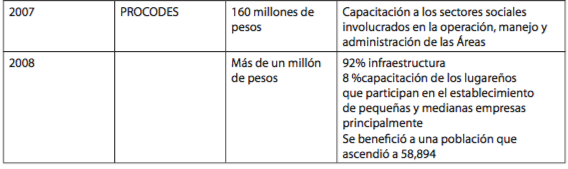 2007 PROCODES 160 millones de Capacitación a los sectores sociales
pesos involucrados en la operación, manejo y
administración de las Áreas
2008 Más de un millón 92% infraestructura
de pesos 8 %capacitación de los lugareños
que participan en el establecimiento
de pequeñas y medianas empresas
principalmente
Se benefició a una población que
ascendió a 58,894